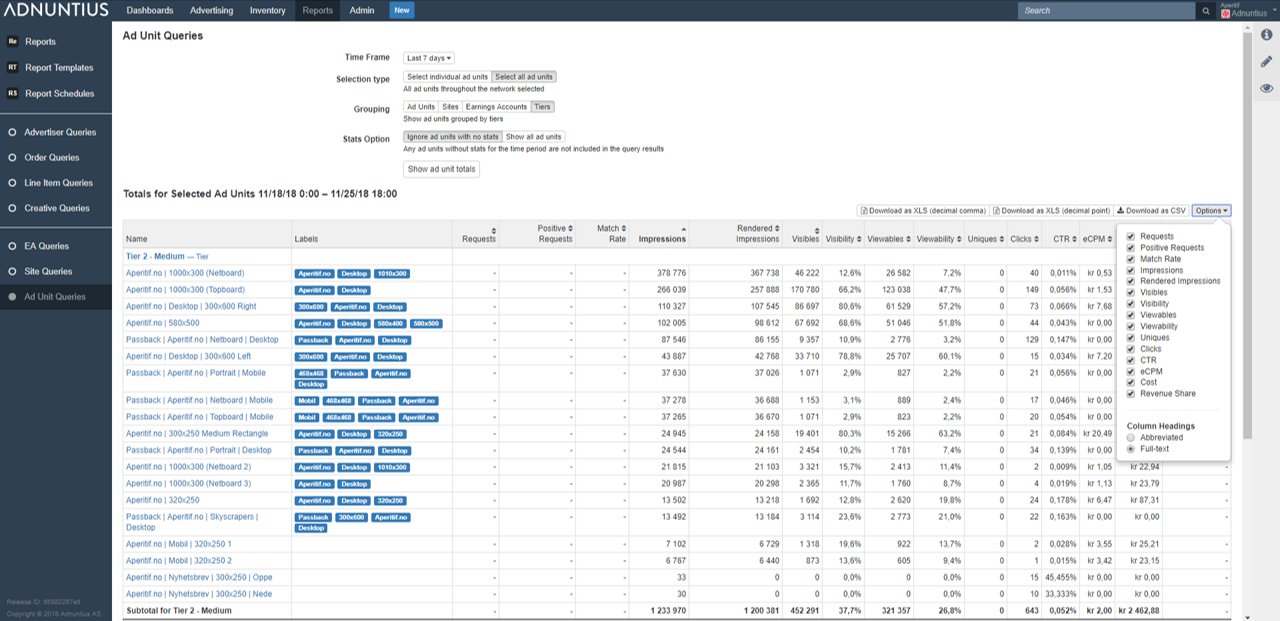 ADNUNTIUS Dashboards Advertising Inventory Reports Admin New Search Aperitif Adnuntius
Re Reports
RT Report Templates
RS Report Schedules
Advertiser Queries
Order Queries
Line Item Queries
Creative Queries
EA Queries
Site Queries
Ad Unit Queries
Release ID: 55882267e6
Copyright © 2018 Adnuntius AS
Ad Unit Queries
Time Frame Last 7 days
Selection type Select individual ad units Select all ad units
All ad units throughout the network selected
Grouping Ad Units Sites Earnings Accounts Tiers
Show ad units grouped by tiers
Stats Option Ignore ad units with no stats Show all ad units
Any ad units without stats for the time period are not included in the query results
Show ad unit totals
Totals for Selected Ad Units 11/18/18 0:00 – 11/25/18 18:00
Download as XLS (decimal comma) Download as XLS (decimal point) Download as CSV Options
Name Labels Requests Positive Requests Match Rate Impressions Rendered Impressions Visibles Visibility Viewables Viewability Uniques Clicks CTR eCPM
Tier 2 - Medium — Tier
Aperitif.no | 1000x300 (Netboard) Aperitif.no Desktop 1010x300 - - - 378 776 367 738 46 222 12,6% 26 582 7,2% 0 40 0,011% kr 0,53
Aperitif.no | 1000x300 (Topboard) Aperitif.no Desktop - - - 266 039 257 888 170 780 66,2% 123 038 47,7% 0 149 0,056% kr 1,53
Aperitif.no | Desktop | 300x600 Right 300x600 Aperitif.no Desktop - - - 110 327 107 545 86 697 80,6% 61 529 57,2% 0 73 0,066% kr 7,68
Aperitif.no | 580x500 Aperitif.no Desktop 580x400 580x500 - - - 102 005 98 612 67 692 68,6% 51 046 51,8% 0 44 0,043% kr 0,00
Passback | Aperitif.no | Netboard | Desktop Passback Aperitif.no Desktop - - - 87 546 86 155 9 357 10,9% 2 776 3,2% 0 129 0,147% kr 0,00
Aperitif.no | Desktop | 300x600 Left 300x600 Aperitif.no Desktop - - - 43 887 42 768 33 710 78,8% 25 707 60,1% 0 15 0,034% kr 7,20
Passback | Aperitif.no | Portrait | Mobile 468x468 Passback Aperitif.no - - - 37 630 37 026 1 071 2,9% 827 2,2% 0 21 0,056% kr 0,00
Desktop
Passback | Aperitif.no | Netboard | Mobile Mobil 468x468 Passback Aperitif.no - - - 37 278 36 688 1 153 3,1% 889 2,4% 0 17 0,046% kr 0,00
Passback | Aperitif.no | Topboard | Mobile Mobil 468x468 Passback Aperitif.no - - - 37 265 36 670 1 071 2,9% 823 2,2% 0 20 0,054% kr 0,00
Aperitif.no | 300x250 Medium Rectangle Aperitif.no Desktop 320x250 - - - 24 945 24 158 19 401 80,3% 15 266 63,2% 0 21 0,084% kr 20,49
Passback | Aperitif.no | Portrait | Desktop Passback Aperitif.no Desktop - - - 24 544 24 161 2 454 10,2% 1 781 7,4% 0 34 0,139% kr 0,00
Aperitif.no | 1000x300 (Netboard 2) Aperitif.no Desktop 1010x300 - - - 21 815 21 103 3 321 15,7% 2 413 11,4% 0 2 0,009% kr 1,05 kr 22,94 -
Aperitif.no | 1000x300 (Netboard 3) Aperitif.no Desktop - - - 20 987 20 298 2 365 11,7% 1 760 8,7% 0 4 0,019% kr 1,13 kr 23,79 -
Aperitif.no | 320x250 Aperitif.no Desktop 320x250 - - - 13 502 13 218 1 692 12,8% 2 620 19,8% 0 24 0,178% kr 6,47 kr 87,31 -
Passback | Aperitif.no | Skyscrapers | Passback 300x600 Aperitif.no - - - 13 492 13 184 3 114 23,6% 2 773 21,0% 0 22 0,163% kr 0,00 kr 0,00 -
Desktop Desktop
Aperitif.no | Mobil | 320x250 1 - - - 7 102 6 729 1 318 19,6% 922 13,7% 0 2 0,028% kr 3,55 kr 25,21 -
Aperitif.no | Mobil | 320x250 2 - - - 6 767 6 440 873 13,6% 605 9,4% 0 1 0,015% kr 3,42 kr 23,15 -
Aperitif.no | Nyhetsbrev | 300x250 | Oppe - - - 33 0 0 0,0% 0 0,0% 0 15 45,455% kr 0,00 kr 0,00 -
Aperitif.no | Nyhetsbrev | 300x250 | Nede - - - 30 0 0 0,0% 0 0,0% 0 10 33,333% kr 0,00 kr 0,00 -
Subtotal for Tier 2 - Medium 1 233 970 1 200 381 452 291 37,7% 321 357 26,8% 0 643 0,052% kr 2,00 kr 2 462,88 -
Requests
Positive Requests
Match Rate
Impressions
Rendered Impressions
Visibles
Visibility
Viewables
Viewability
Uniques
Clicks
CTR
eCPM
Cost
Revenue Share
Column Headings
Abbreviated
Full-text